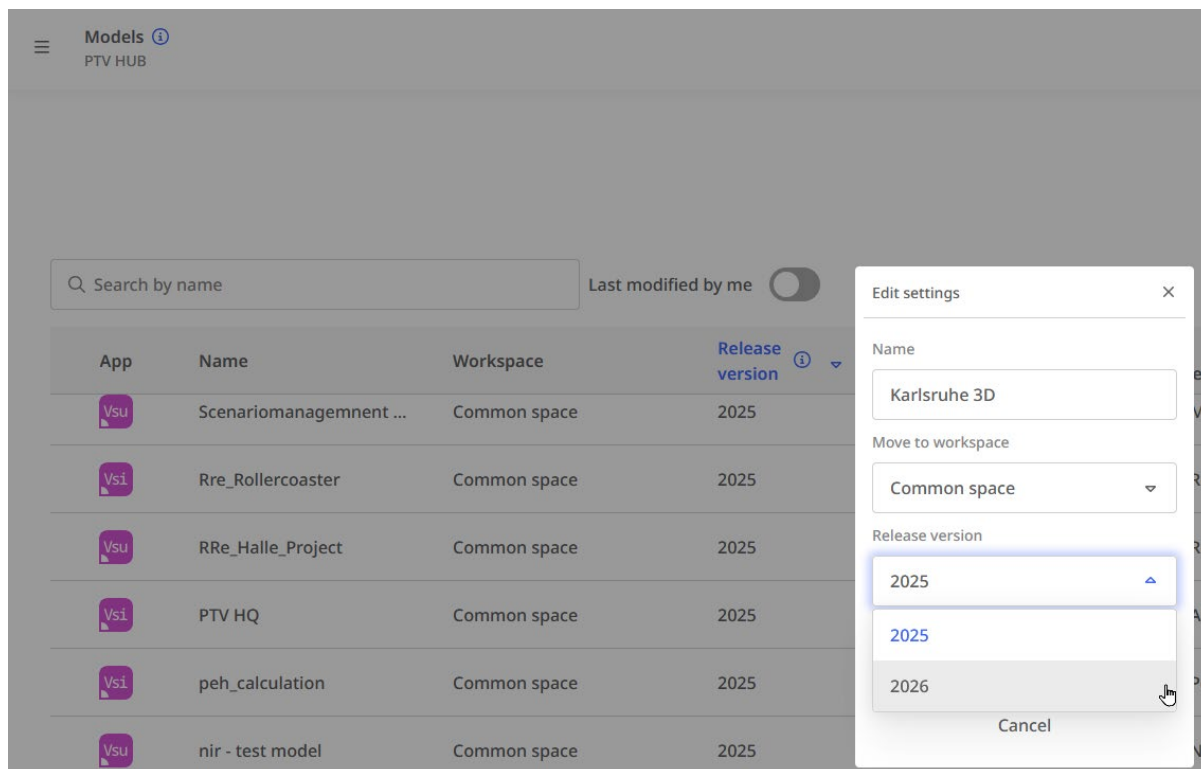 Models
PTV HUB
Search by name
Last modified by me
App Name Workspace Release version
Vsu Scenariomanagemnent ... Common space 2025
Vsi Rre_Rollercoaster Common space 2025
Vsu RRe_Halle_Project Common space 2025
Vsi PTV HQ Common space 2025
Vsi peh_calculation Common space 2025
Vsu nir - test model Common space 2025
Edit settings
Name
Karlsruhe 3D
Move to workspace
Common space
Release version
2025
2025
2026
Cancel